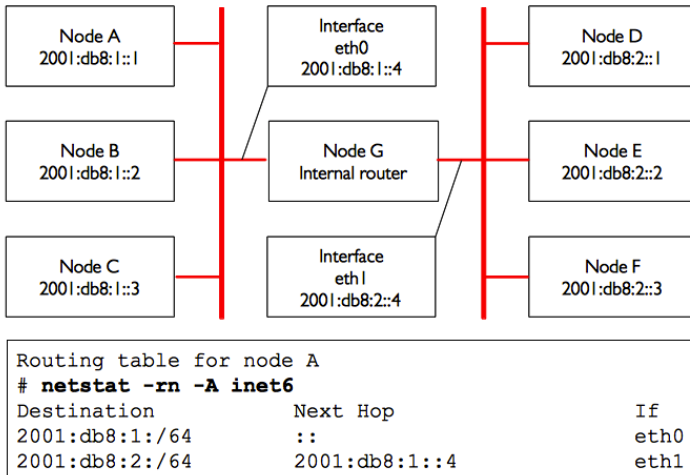 Node A
2001:db8:1::1
Interface
eth0
2001:db8:1::4
Node D
2001:db8:2::1
Node B
2001:db8:1::2
Node G
Internal router
Node E
2001:db8:2::2
Node C
2001:db8:1::3
Interface
eth1
2001:db8:2::4
Node F
2001:db8:2::3
Routing table for node A
# netstat -rn -A inet6
Destination Next Hop If
2001:db8:1:/64 :: eth0
2001:db8:2:/64 2001:db8:1::4 eth1